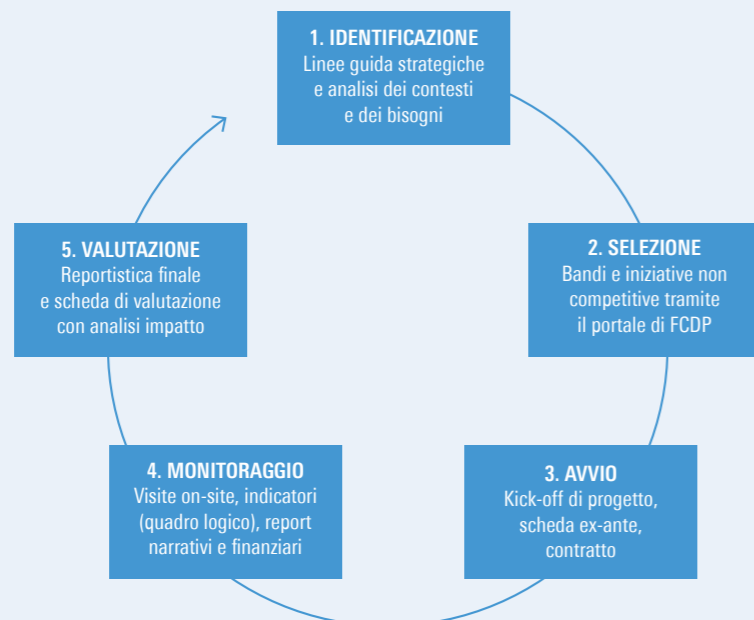 1. IDENTIFICAZIONE
Linee guida strategiche
e analisi dei contesti
e dei bisogni
2. SELEZIONE
Bandi e iniziative non
competitive tramite
il portale di FCDP
3. AVVIO
Kick-off di progetto,
scheda ex-ante,
contratto
4. MONITORAGGIO
Visite on-site, indicatori
(quadro logico), report
narrativi e finanziari
5. VALUTAZIONE
Reportistica finale
e scheda di valutazione
con analisi impatto